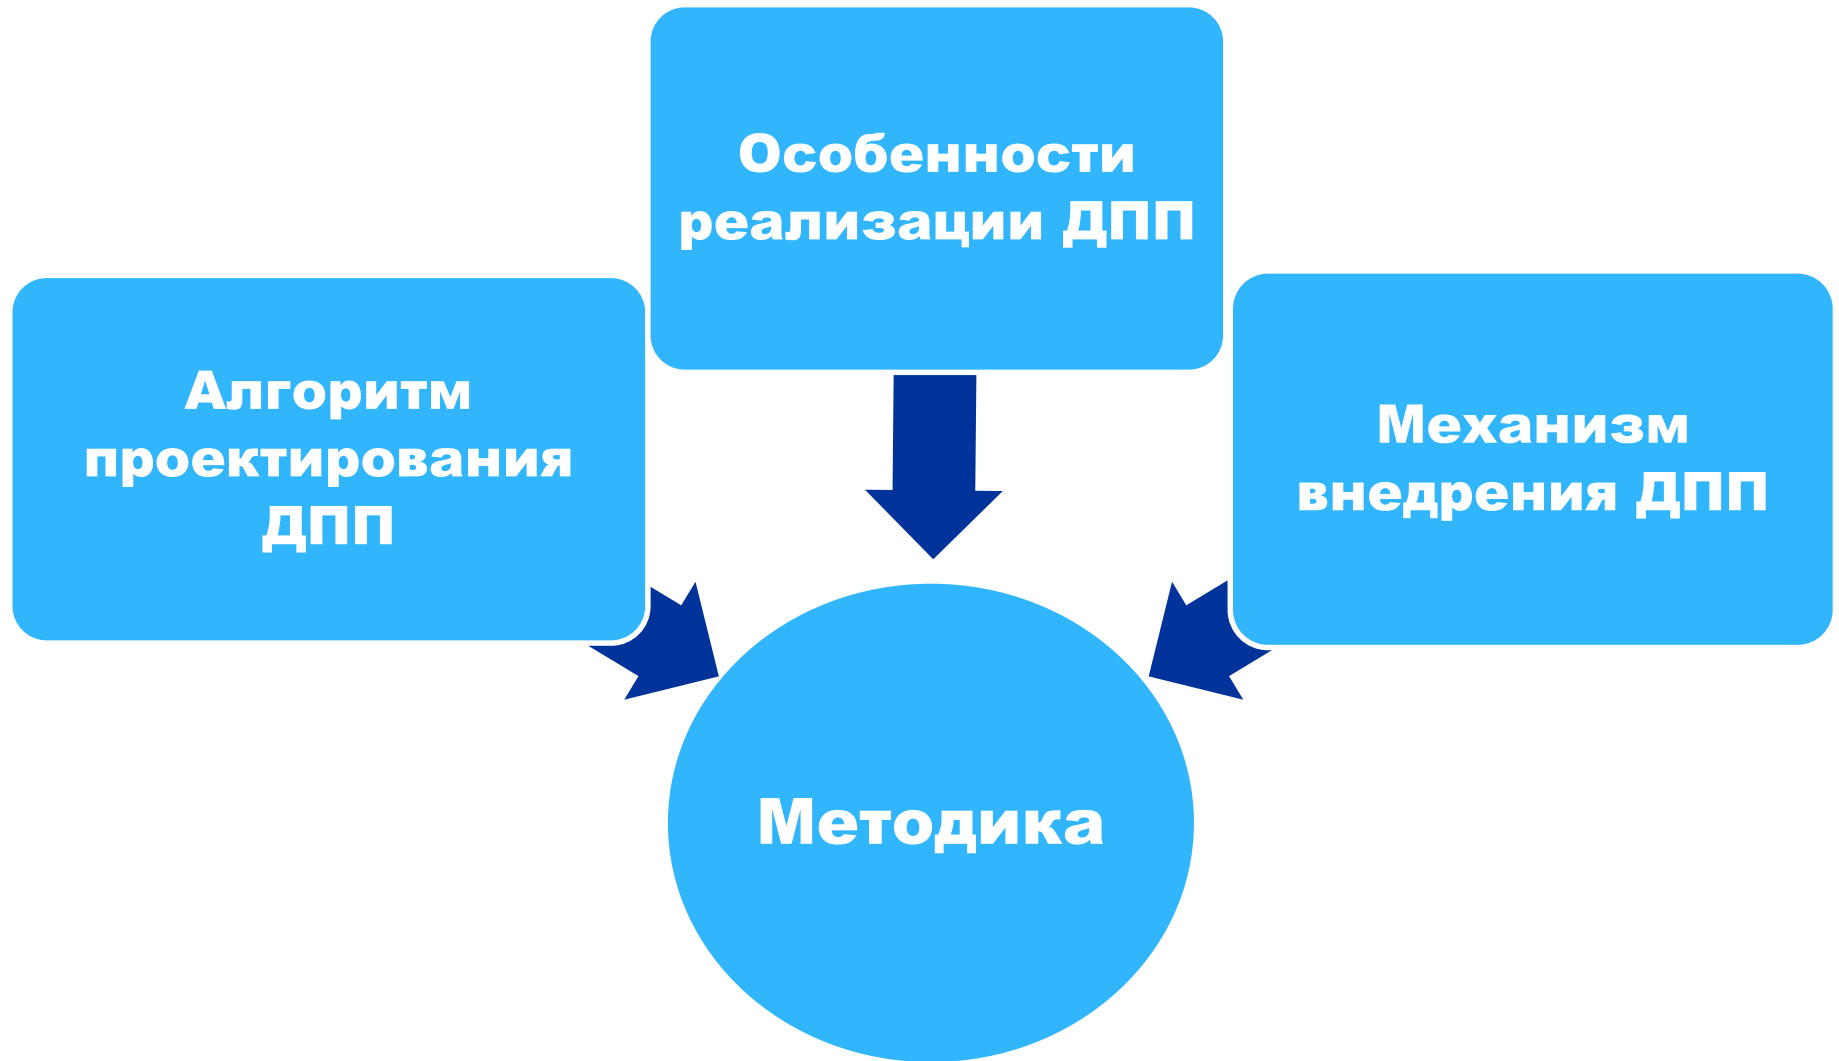 Особенности
реализации ДПП
Алгоритм
проектирования
ДПП
Механизм
внедрения ДПП
Методика